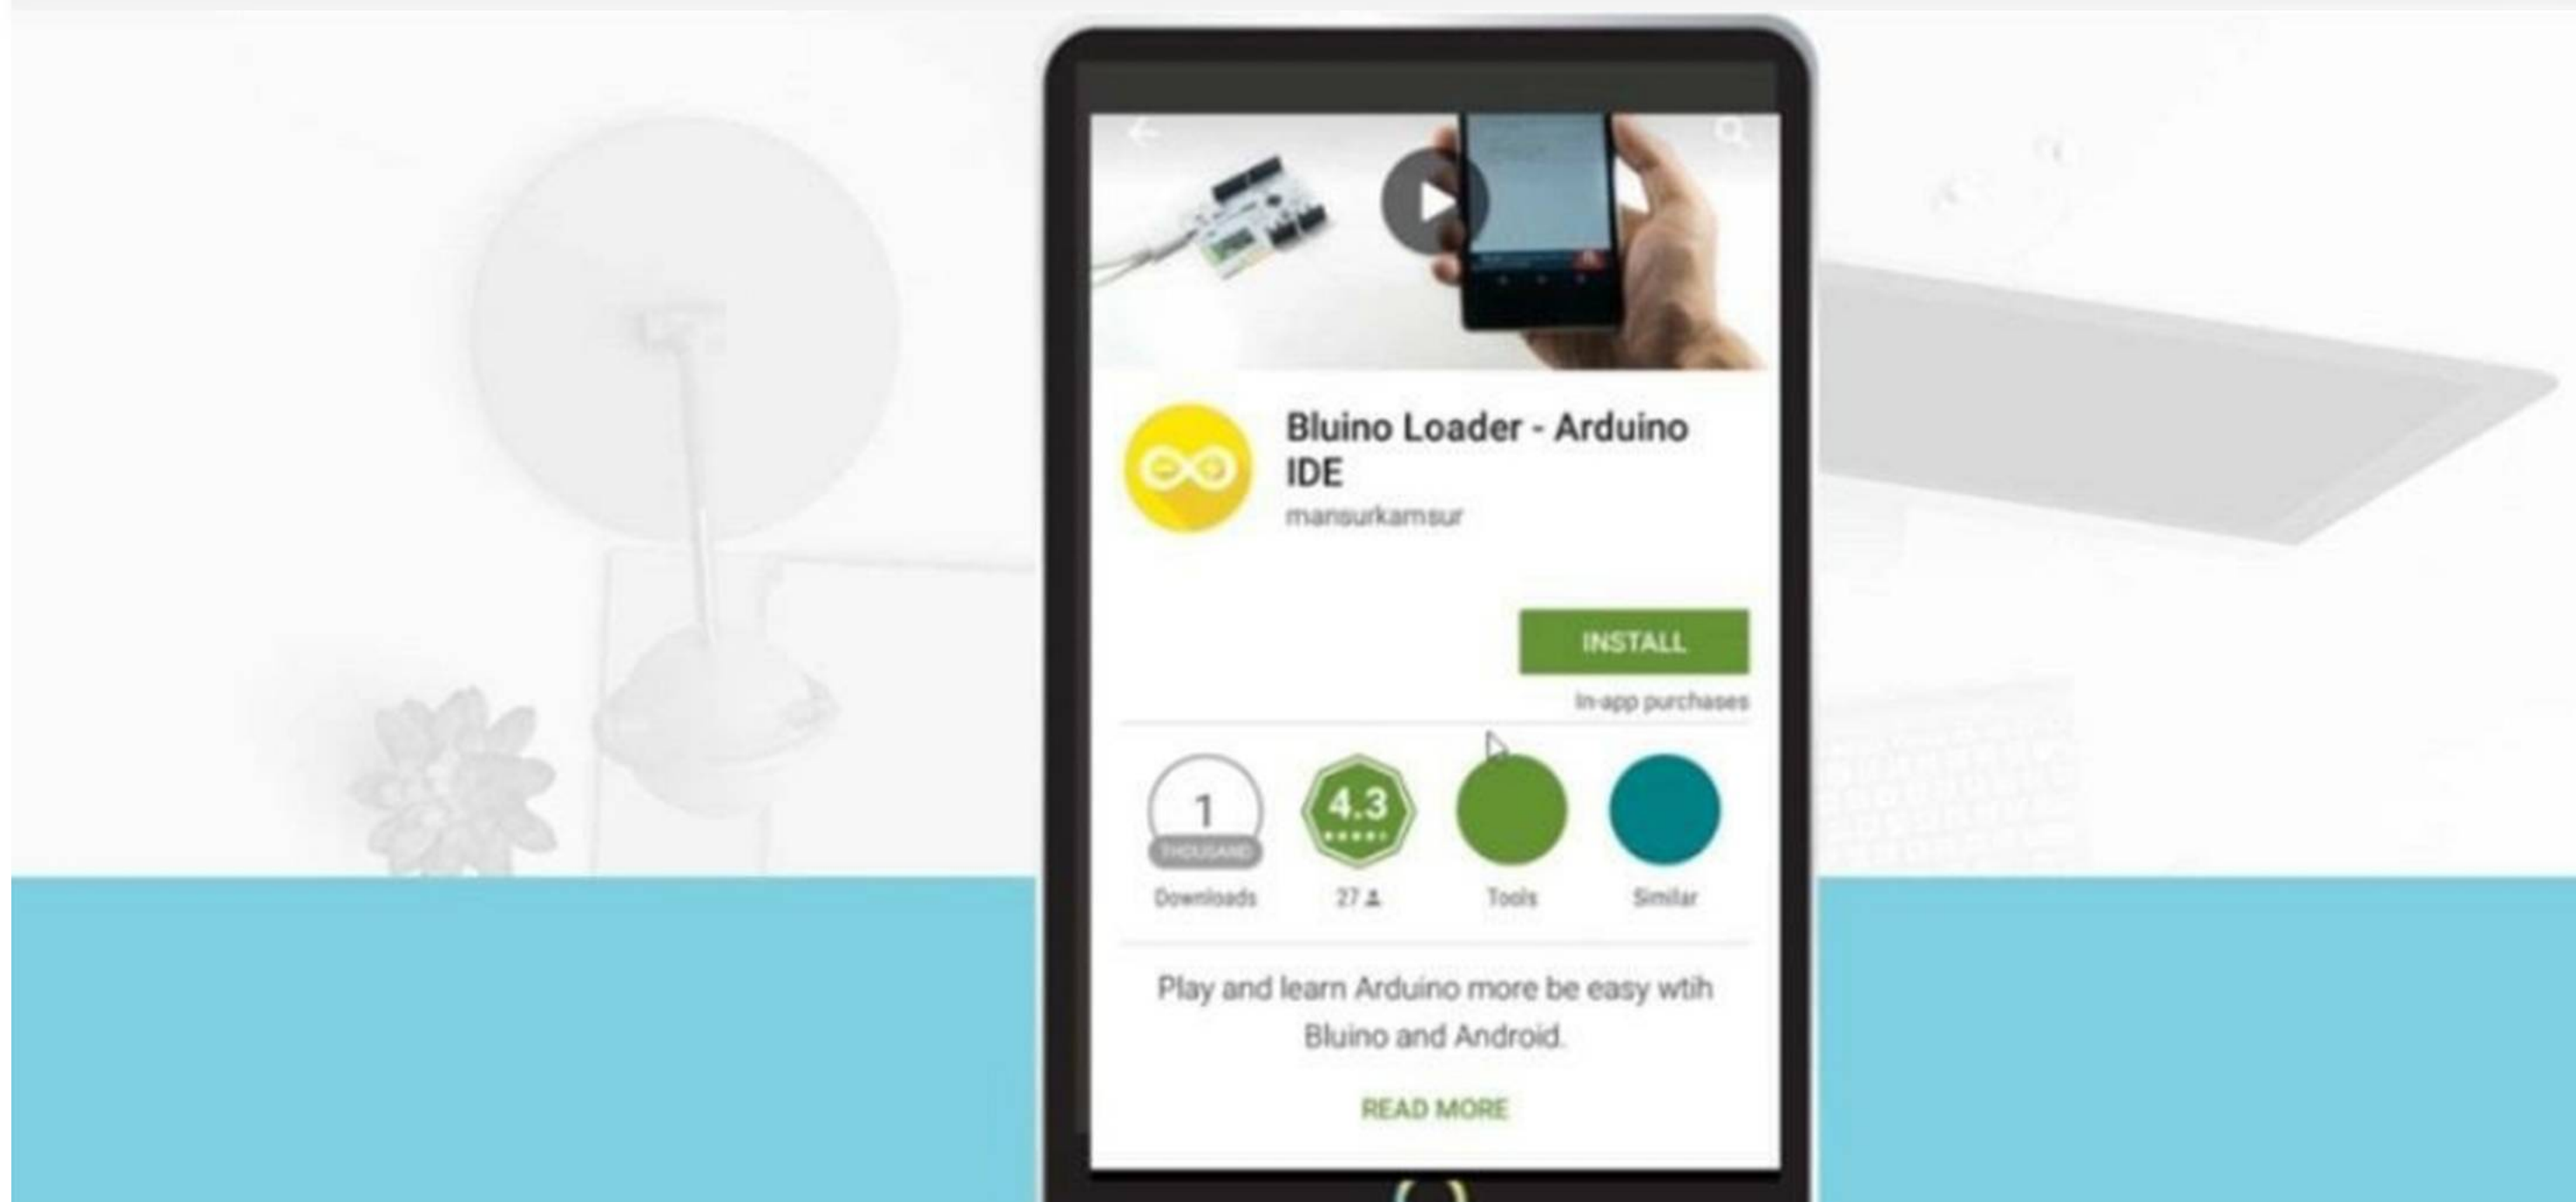 Bluino Loader - Arduino
IDE
mansurkamsur
INSTALL
In-app purchases
1
THOUSAND
Downloads
4.3
27
Tools
Similar
Play and learn Arduino more be easy wtih
Bluino and Android.
READ MORE